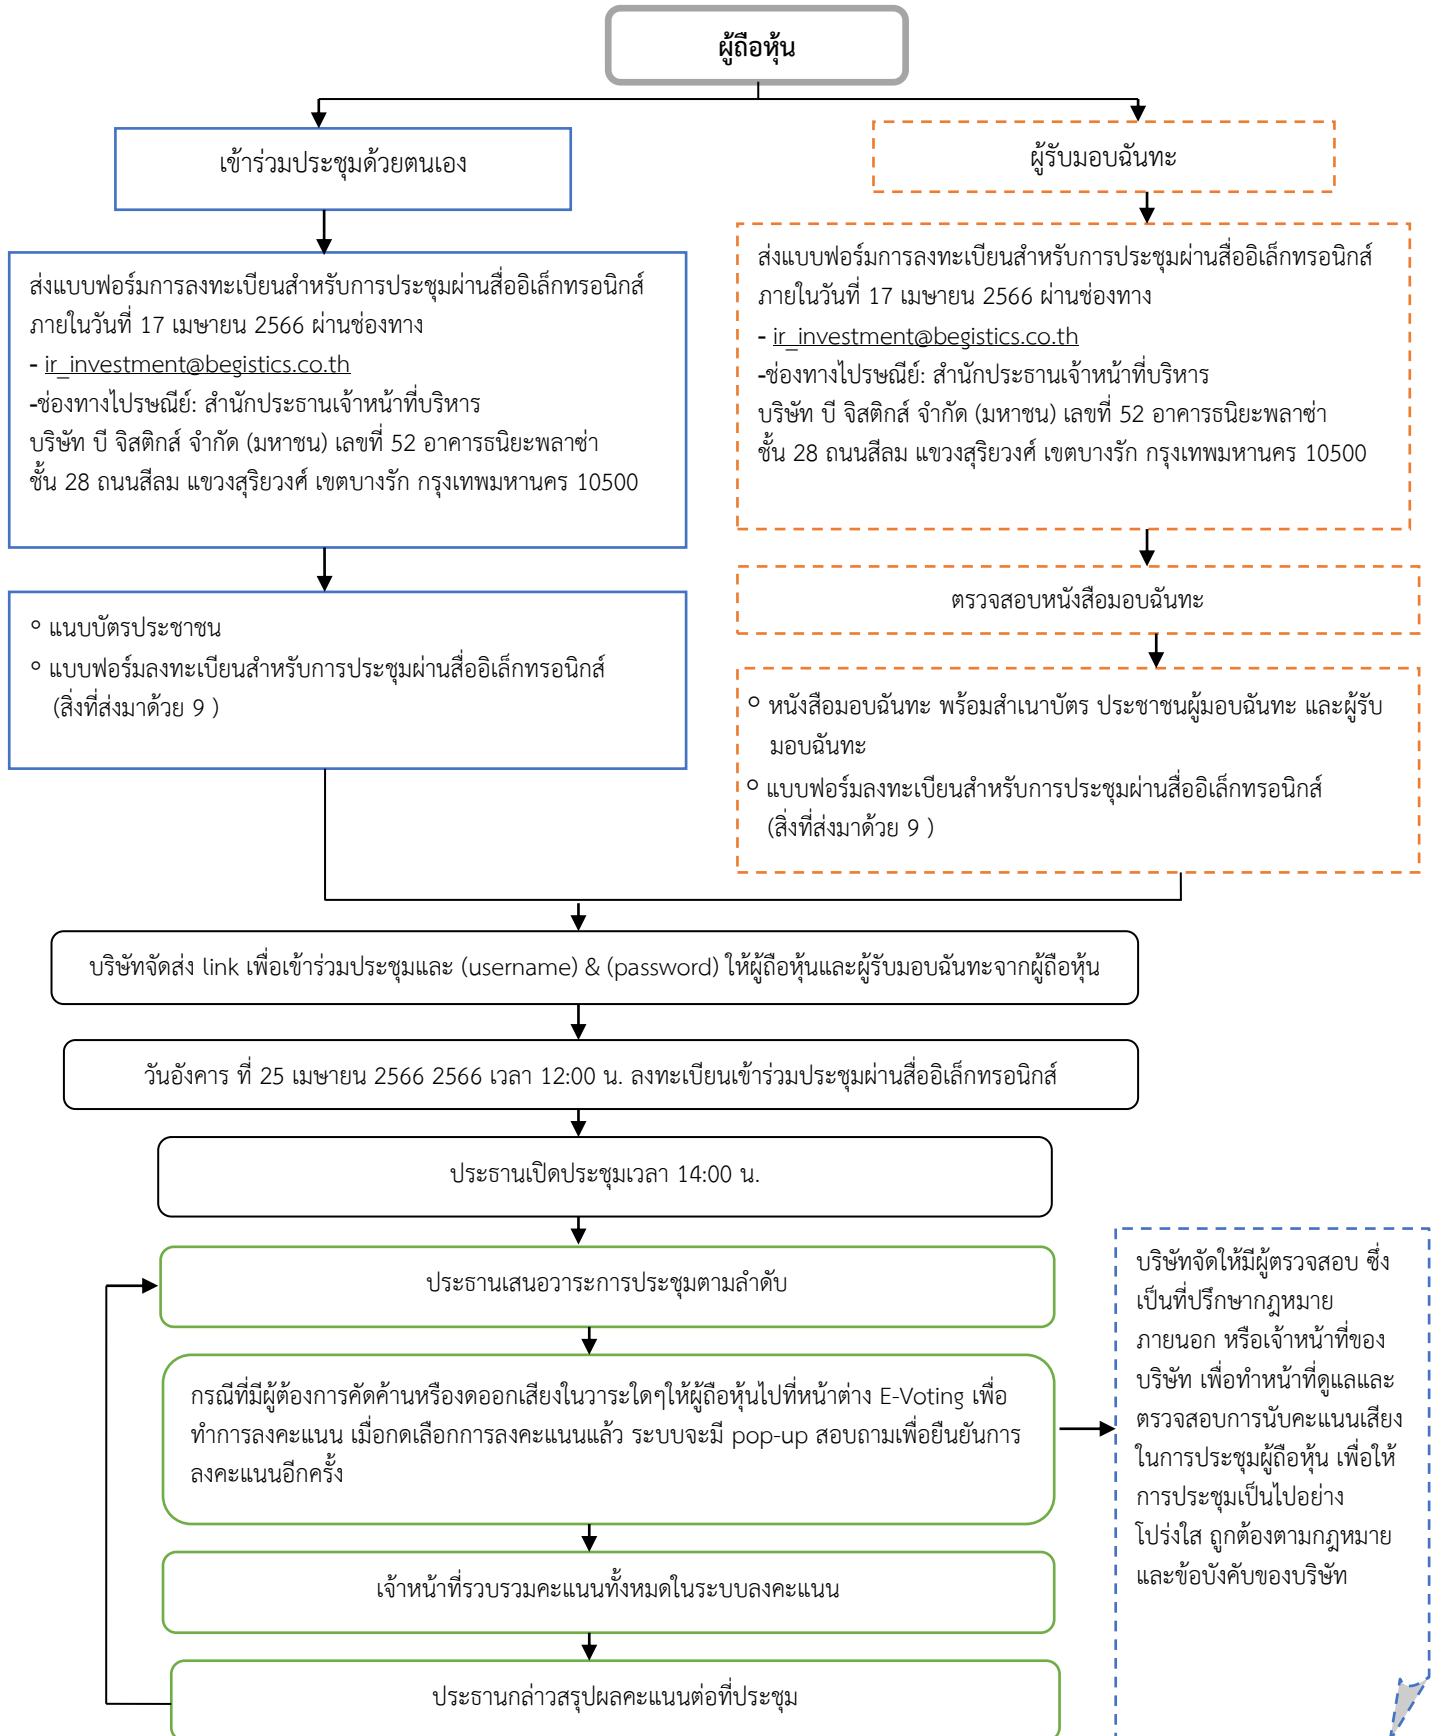 ผู้ถือหุ้น
เข้าร่วมประชุมด้วยตนเอง
ส่งแบบฟอร์มการลงทะเบียนสำหรับการประชุมผ่านสื่ออิเล็กทรอนิกส์
ภายในวันที่ 17 เมษายน 2566 ผ่านช่องทาง
- ir_investment@begistics.co.th
-ช่องทางไปรษณีย์: สำนักประธานเจ้าหน้าที่บริหาร
บริษัท บี จิสติกส์ จำกัด (มหาชน) เลขที่ 52 อาคารธนิยะพลาซ่า
ชั้น 28 ถนนสีลม แขวงสุริยวงศ์ เขตบางรัก กรุงเทพมหานคร 10500
○ แนบบัตรประชาชน
○ แบบฟอร์มลงทะเบียนสำหรับการประชุมผ่านสื่ออิเล็กทรอนิกส์
(สิ่งที่ส่งมาด้วย 9 )
ผู้รับมอบฉันทะ
ส่งแบบฟอร์มการลงทะเบียนสำหรับการประชุมผ่านสื่ออิเล็กทรอนิกส์
ภายในวันที่ 17 เมษายน 2566 ผ่านช่องทาง
- ir_investment@begistics.co.th
-ช่องทางไปรษณีย์: สำนักประธานเจ้าหน้าที่บริหาร
บริษัท บี จิสติกส์ จำกัด (มหาชน) เลขที่ 52 อาคารธนิยะพลาซ่า
ชั้น 28 ถนนสีลม แขวงสุริยวงศ์ เขตบางรัก กรุงเทพมหานคร 10500
ตรวจสอบหนังสือมอบฉันทะ
○ หนังสือมอบฉันทะ พร้อมสำเนาบัตร ประชาชนผู้มอบฉันทะ และผู้รับ
มอบฉันทะ
○ แบบฟอร์มลงทะเบียนสำหรับการประชุมผ่านสื่ออิเล็กทรอนิกส์
(สิ่งที่ส่งมาด้วย 9 )
บริษัทจัดส่ง link เพื่อเข้าร่วมประชุมและ (username) & (password) ให้ผู้ถือหุ้นและผู้รับมอบฉันทะจากผู้ถือหุ้น
วันอังคาร ที่ 25 เมษายน 2566 2566 เวลา 12:00 น. ลงทะเบียนเข้าร่วมประชุมผ่านสื่ออิเล็กทรอนิกส์
ประธานเปิดประชุมเวลา 14:00 น.
ประธานเสนอวาระการประชุมตามลำดับ
กรณีที่มีผู้ต้องการคัดค้านหรืองดออกเสียงในวาระใดๆให้ผู้ถือหุ้นไปที่หน้าต่าง E-Voting เพื่อ
ทำการลงคะแนน เมื่อกดเลือกการลงคะแนนแล้ว ระบบจะมี pop-up สอบถามเพื่อยืนยันการ
ลงคะแนนอีกครั้ง
เจ้าหน้าที่รวบรวมคะแนนทั้งหมดในระบบลงคะแนน
ประธานกล่าวสรุปผลคะแนนต่อที่ประชุม
บริษัทจัดให้มีผู้ตรวจสอบ ซึ่ง
เป็นที่ปรึกษากฎหมาย
ภายนอก หรือเจ้าหน้าที่ของ
บริษัท เพื่อทำหน้าที่ดูแลและ
ตรวจสอบการนับคะแนนเสียง
ในการประชุมผู้ถือหุ้น เพื่อให้
การประชุมเป็นไปอย่าง
โปร่งใส ถูกต้องตามกฎหมาย
และข้อบังคับของบริษัท